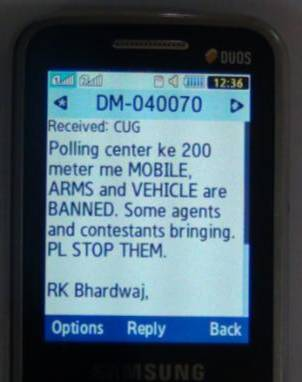 DUOS
12:36
DM-040070
Received: CUG
Polling center ke 200
meter me MOBILE,
ARMS and VEHICLE are
BANNED. Some agents
and contestants bringing.
PL STOP THEM.
RK Bhardwaj,
Options Reply Back
SAMSUNG